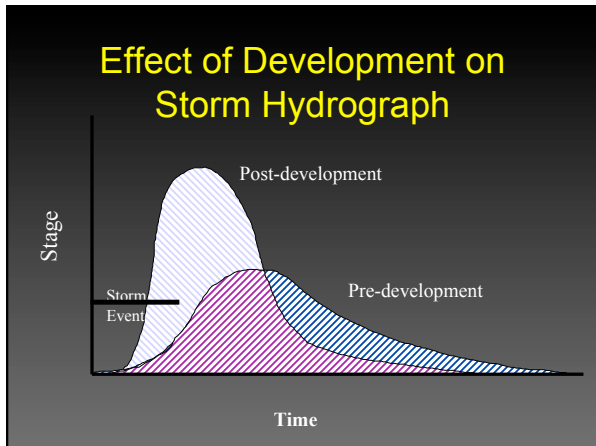 Effect of Development on
Storm Hydrograph
Post-development
Stage
Storm
Event
Pre-development
Time